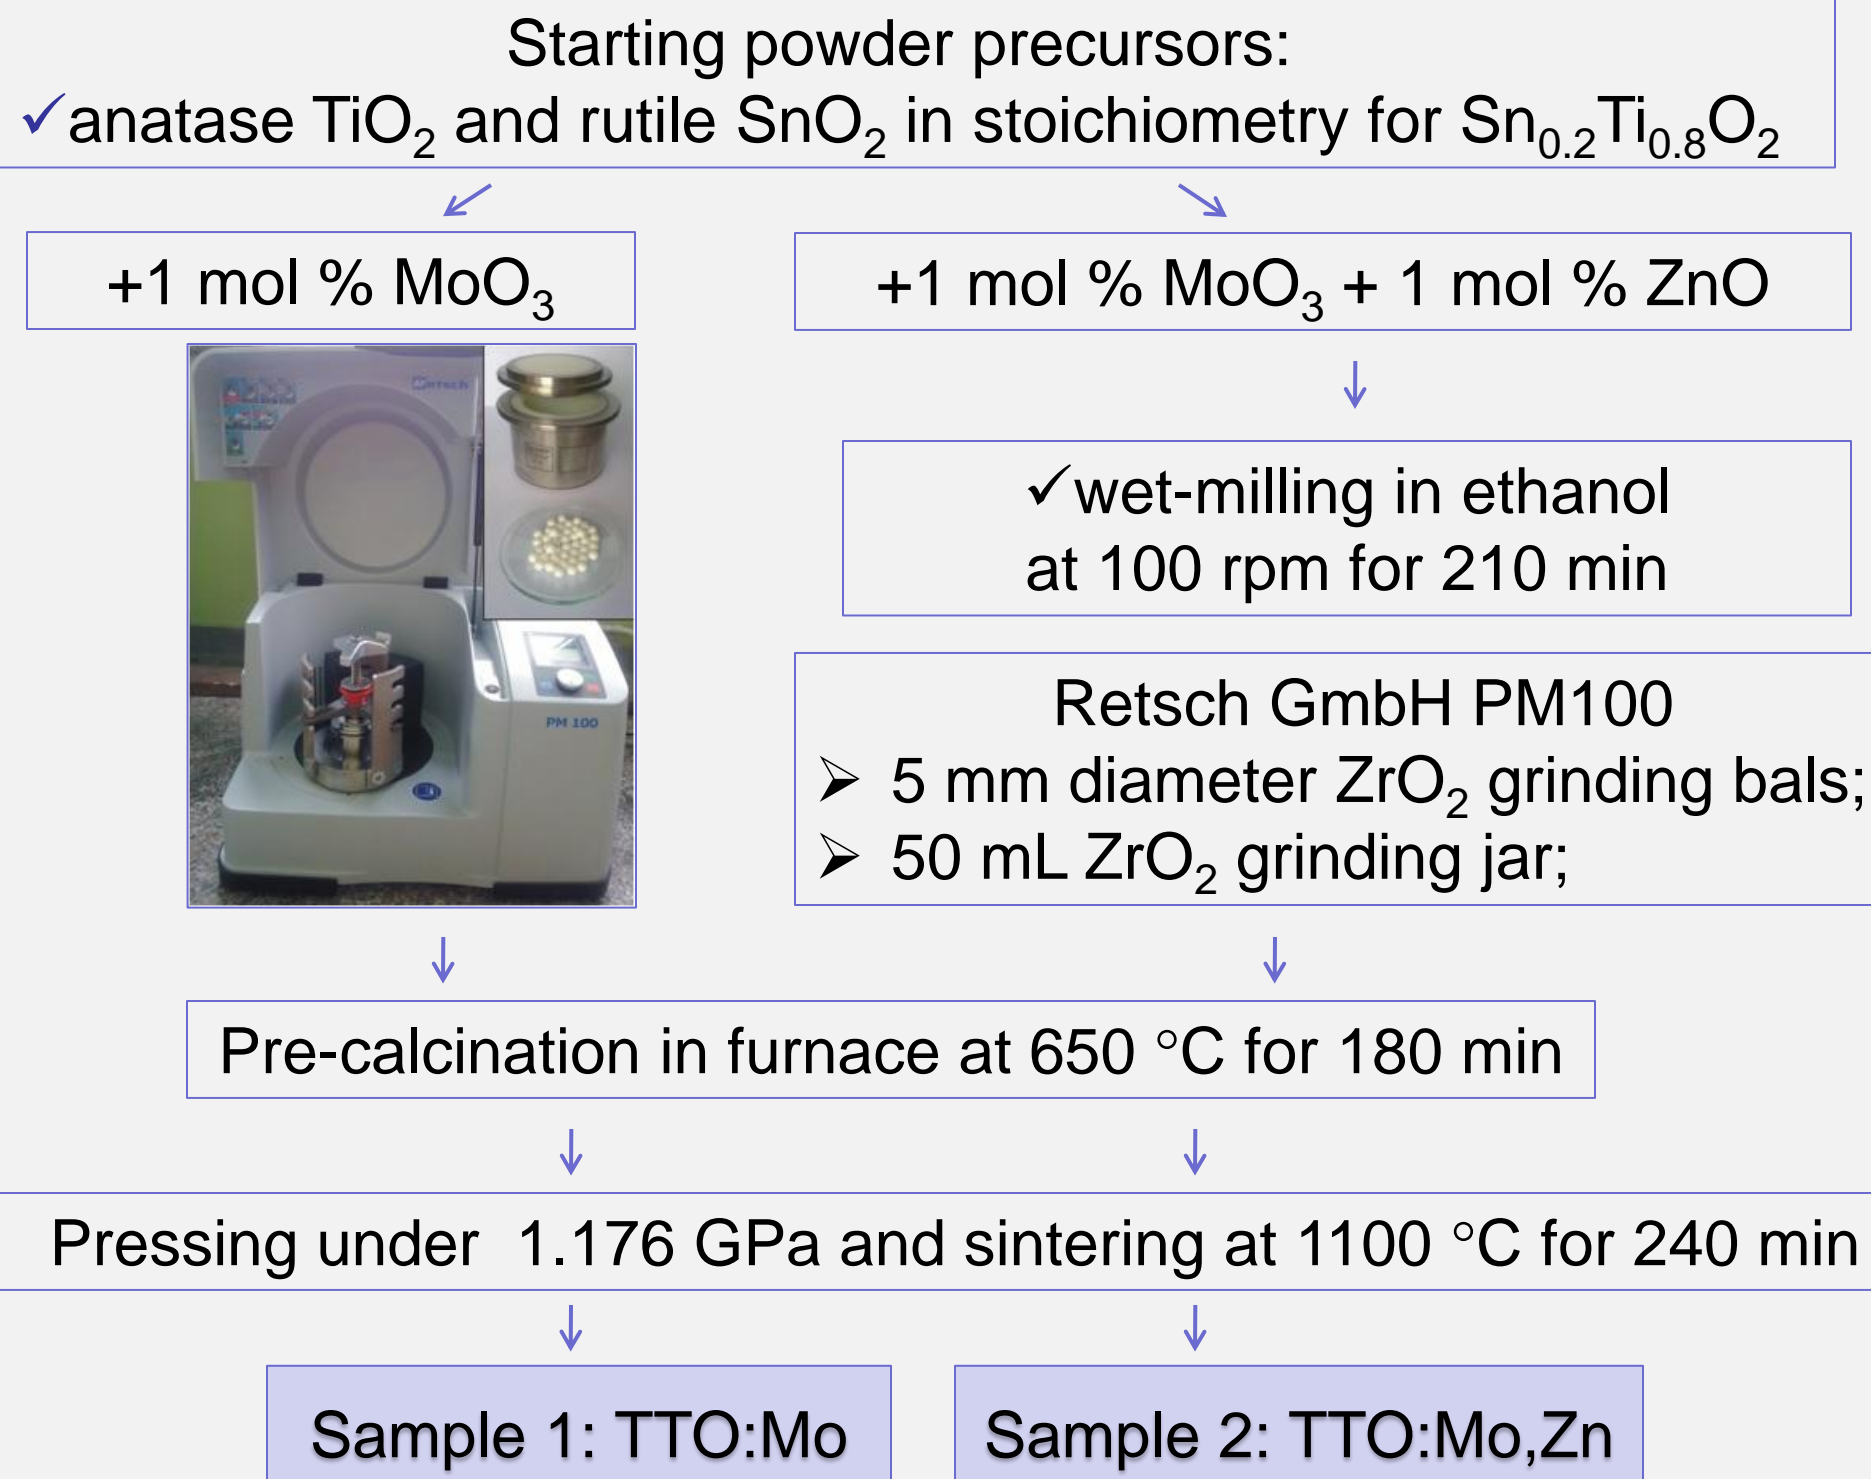 Starting powder precursors:
✓anatase TiO₂ and rutile SnO₂ in stoichiometry for Sn₀.₂Ti₀.₈O₂
+1 mol % MoO₃
+1 mol % MoO₃ + 1 mol % ZnO
✓wet-milling in ethanol
at 100 rpm for 210 min
Retsch
PM 100
Retsch GmbH PM100
➢ 5 mm diameter ZrO₂ grinding bals;
➢ 50 mL ZrO₂ grinding jar;
Pre-calcination in furnace at 650 °C for 180 min
Pressing under 1.176 GPa and sintering at 1100 °C for 240 min
Sample 1: TTO:Mo
Sample 2: TTO:Mo,Zn